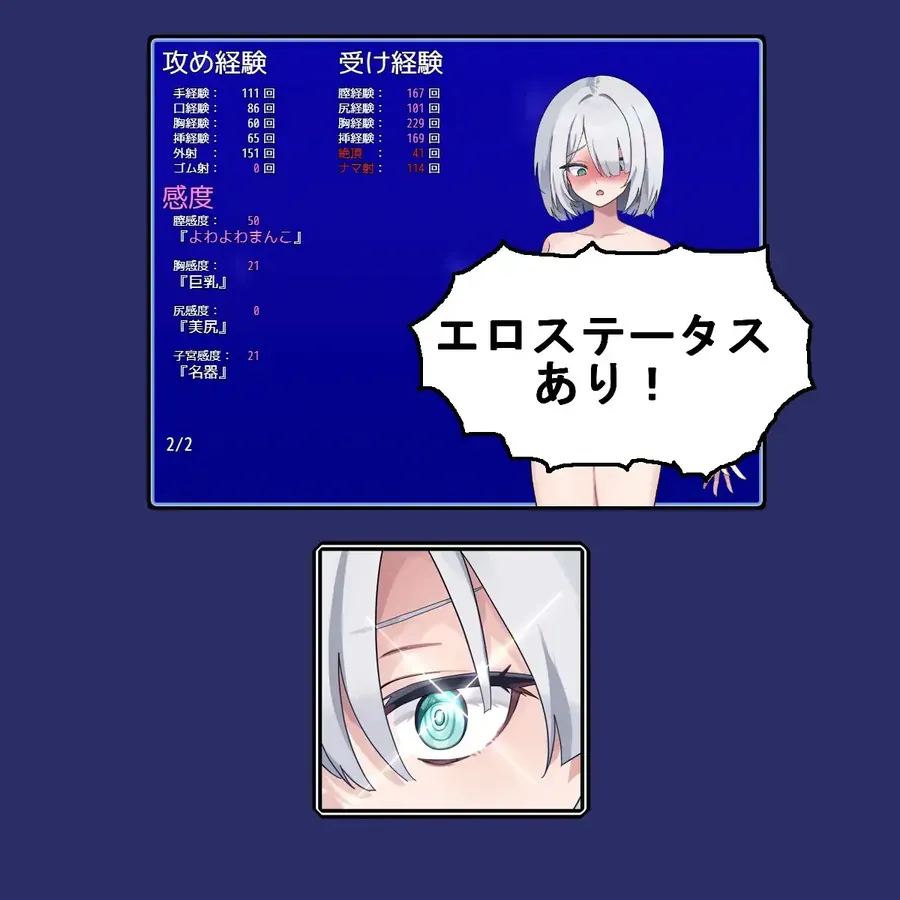 攻め経験
手経験： 111 回
口経験： 86 回
胸経験： 60 回
挿経験： 65 回
外射 ： 151 回
ゴム射： 0 回
受け経験
膣経験： 167 回
尻経験： 101 回
胸経験： 229 回
挿経験： 169 回
絶頂 ： 41 回
ナマ射： 114 回
感度
膣感度： 50
『よわよわまんこ』
胸感度： 21
『巨乳』
尻感度： 0
『美尻』
子宮感度： 21
『名器』
2/2
エロステータス
あり！